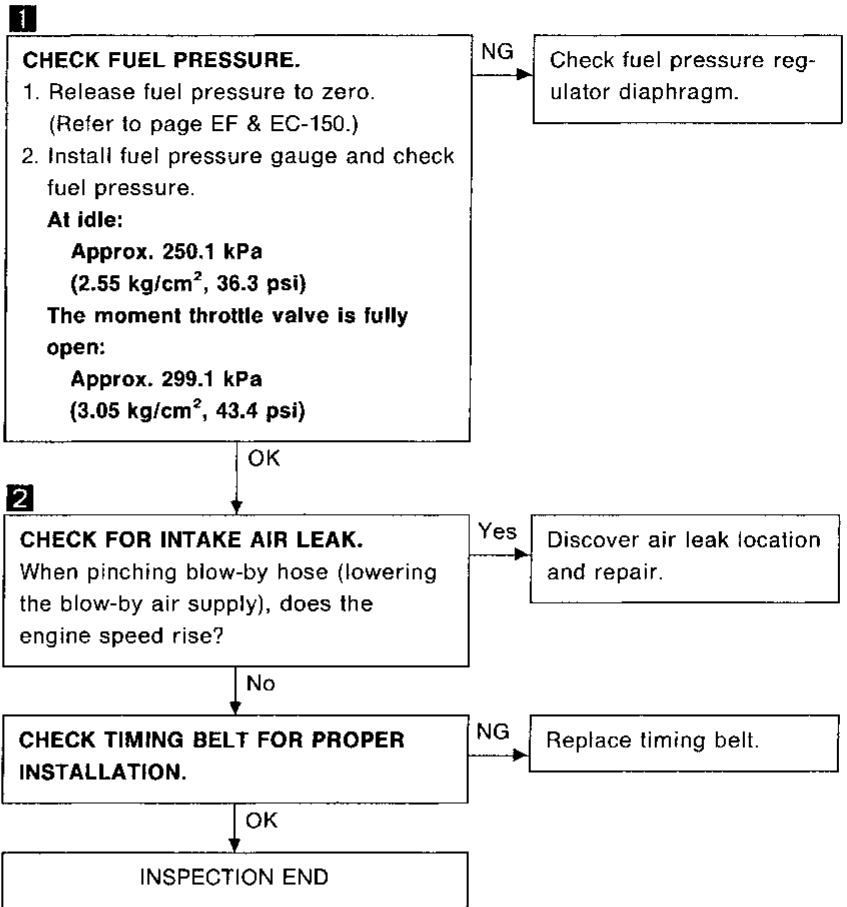 1
CHECK FUEL PRESSURE.
1. Release fuel pressure to zero.
(Refer to page EF & EC-150.)
2. Install fuel pressure gauge and check
fuel pressure.
At idle:
Approx. 250.1 kPa
(2.55 kg/cm², 36.3 psi)
The moment throttle valve is fully
open:
Approx. 299.1 kPa
(3.05 kg/cm², 43.4 psi)
NG
Check fuel pressure reg-
ulator diaphragm.
OK
2
CHECK FOR INTAKE AIR LEAK.
When pinching blow-by hose (lowering
the blow-by air supply), does the
engine speed rise?
Yes
Discover air leak location
and repair.
No
CHECK TIMING BELT FOR PROPER
INSTALLATION.
NG
Replace timing belt.
OK
INSPECTION END